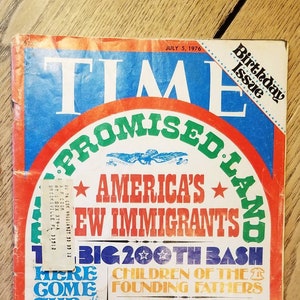 JULY 5, 1976
Birthday
Issue
TIME
PROMISED LAND
AMERICA'S
EW IMMIGRANTS
BIG 200TH BASH
HERE
COME
CHILDREN OF THE
FOUNDING FATHERS